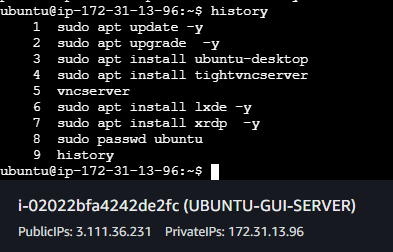 ubuntu@ip-172-31-13-96:~$ history
1 sudo apt update -y
2 sudo apt upgrade -y
3 sudo apt install ubuntu-desktop
4 sudo apt install tightvncserver
5 vncserver
6 sudo apt install lxde -y
7 sudo apt install xrdp -y
8 sudo passwd ubuntu
9 history
ubuntu@ip-172-31-13-96:~$
i-02022bfa4242de2fc (UBUNTU-GUI-SERVER)
PublicIPs: 3.111.36.231 PrivateIPs: 172.31.13.96